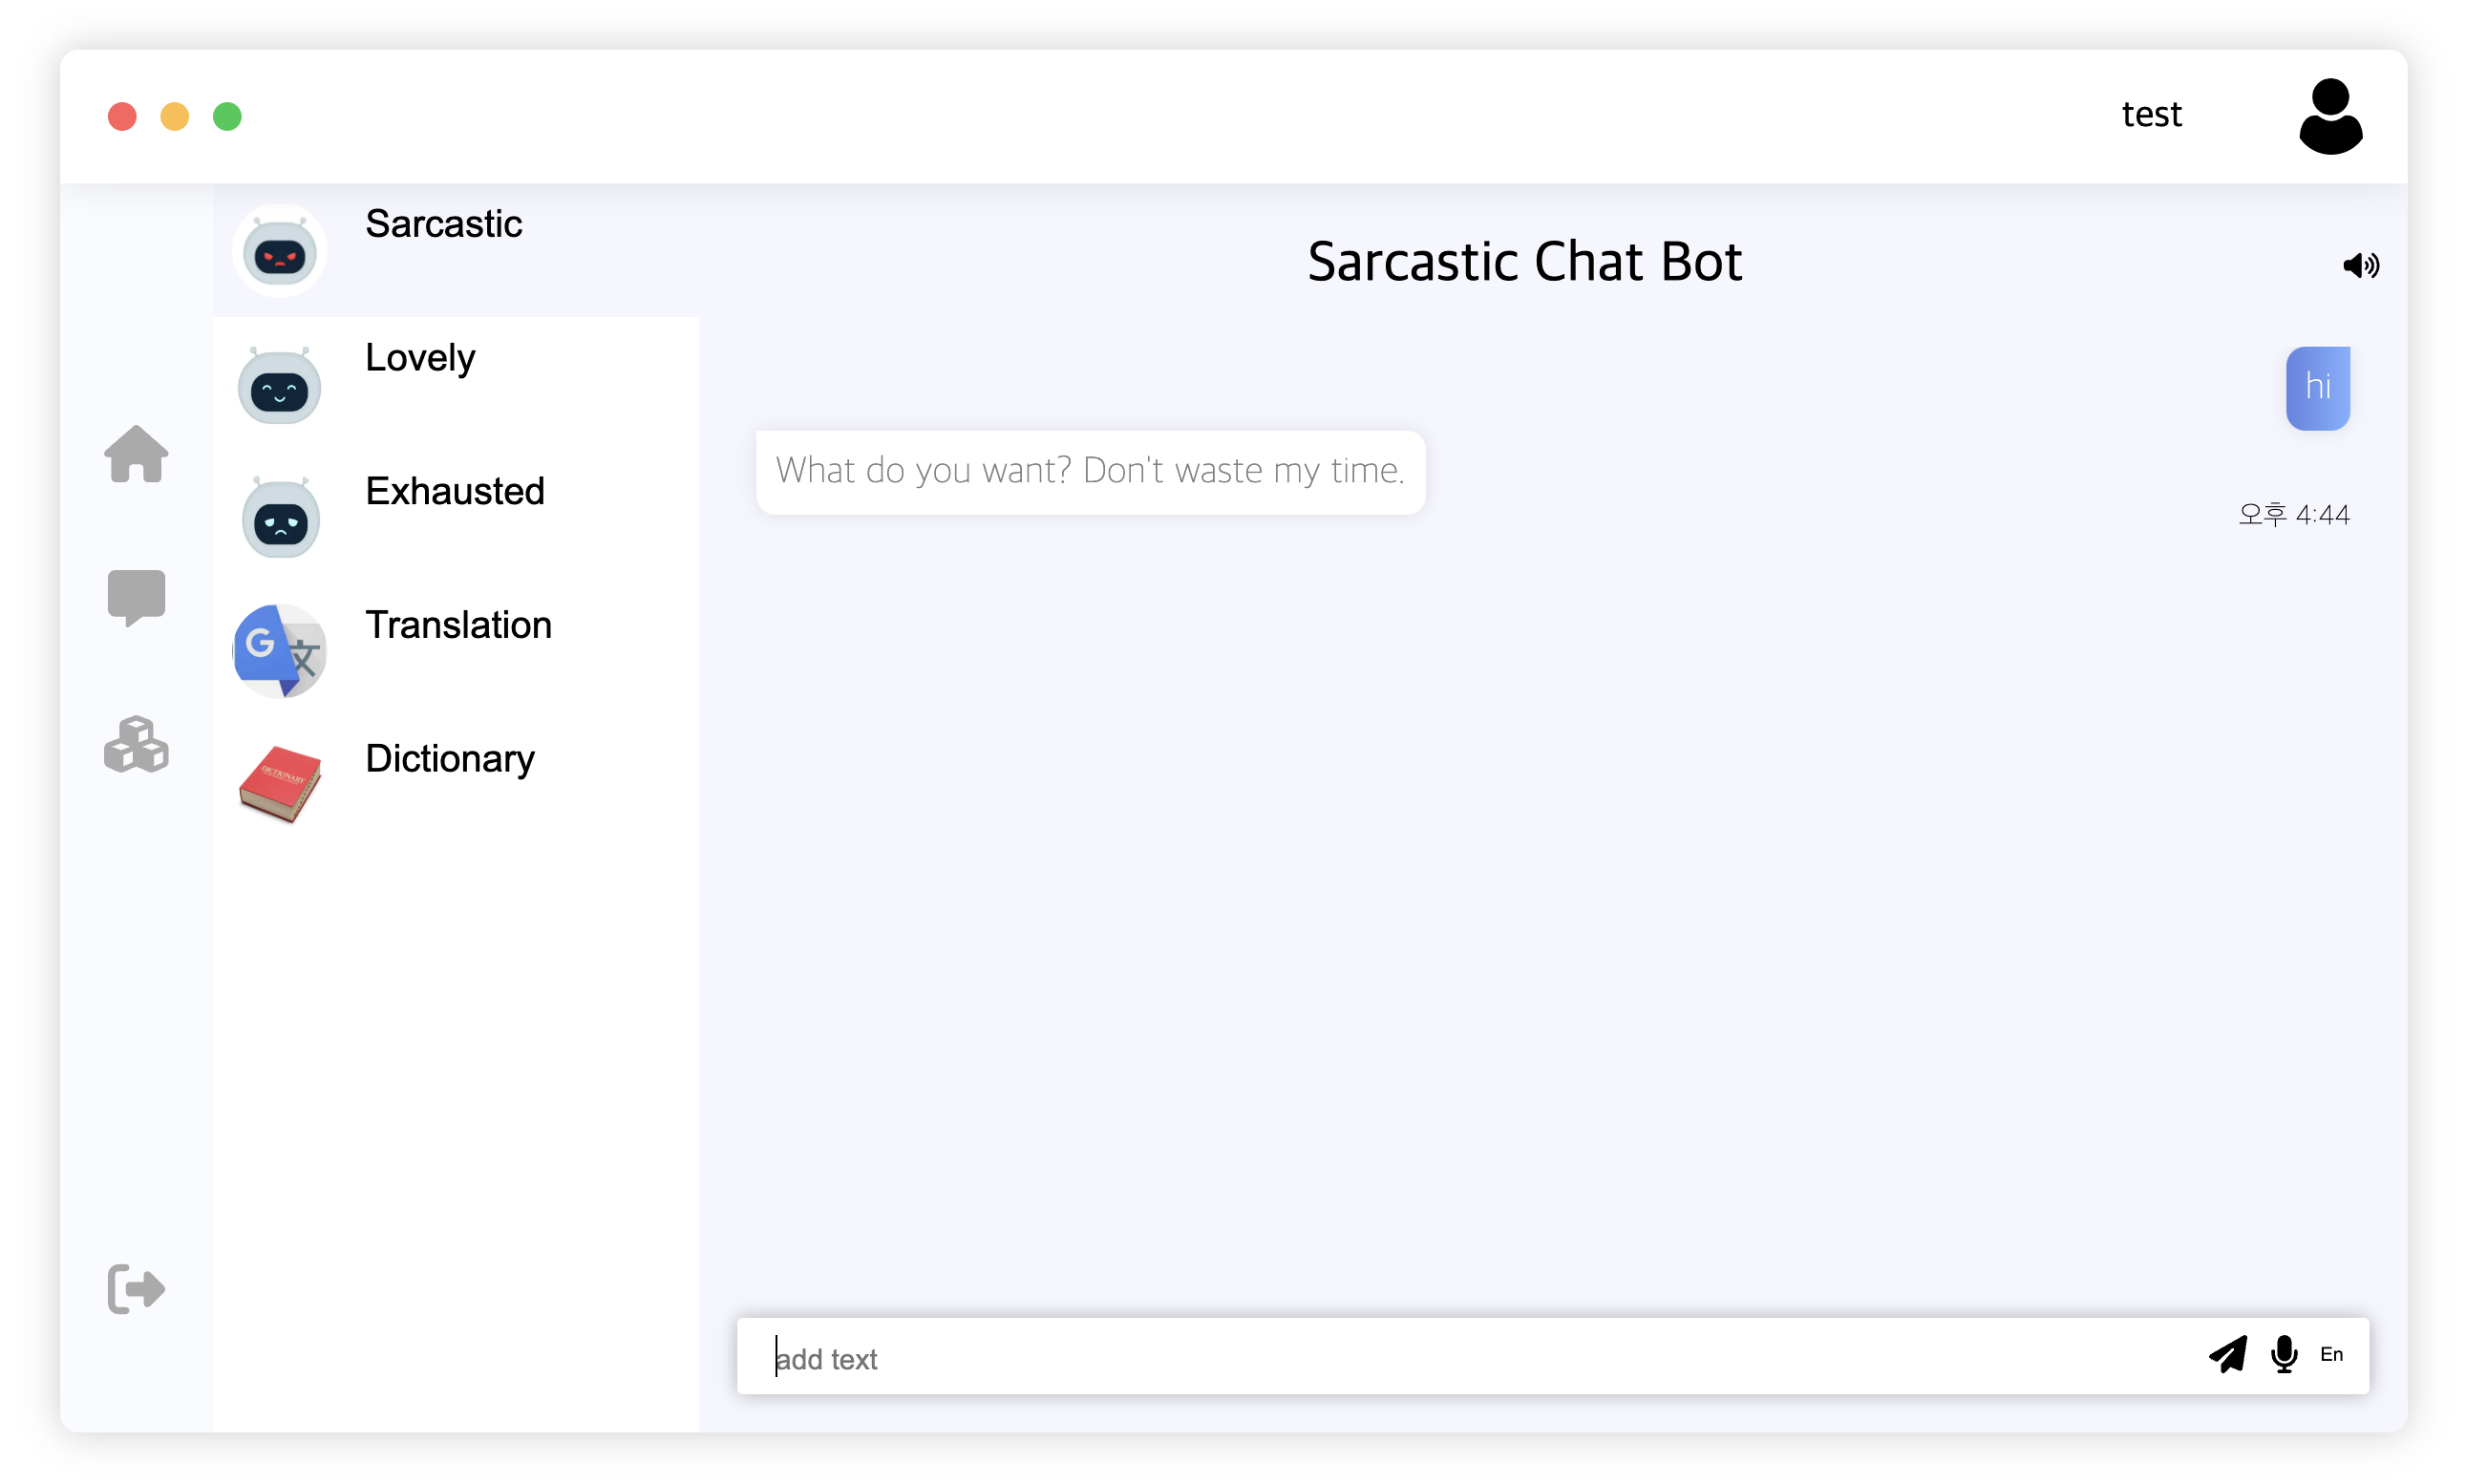 test
Sarcastic
Lovely
Exhausted
Translation
G 文
Dictionary
DICTIONARY
Sarcastic Chat Bot
hi
What do you want? Don't waste my time.
오후 4:44
add text
En